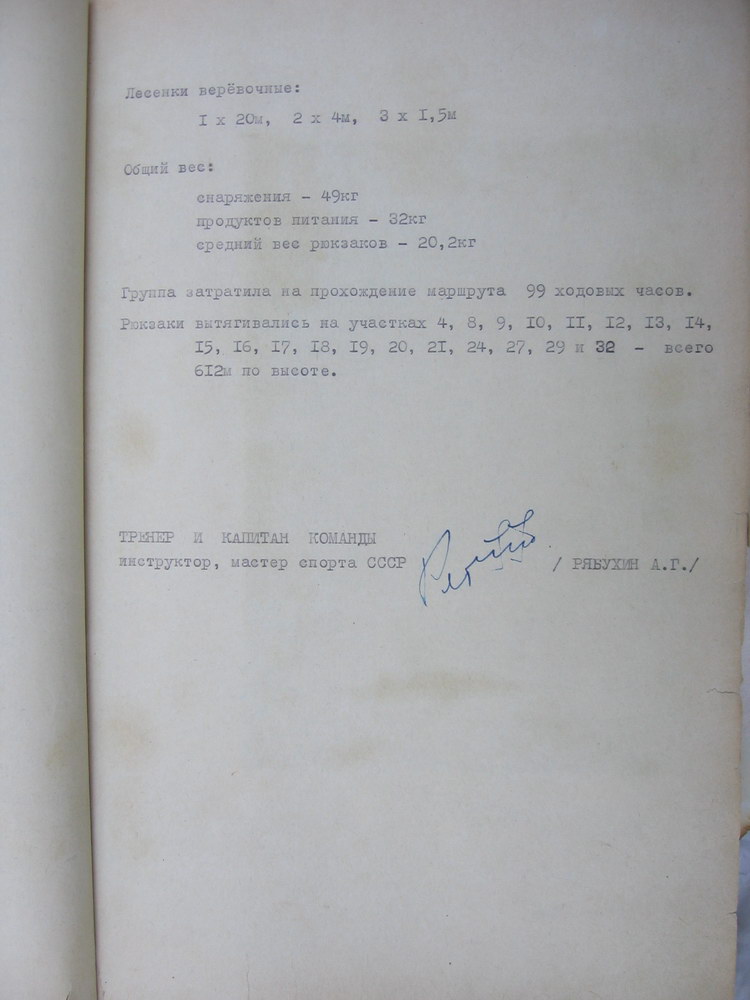 Лесенки верёвочные:
I x 20м, 2 x 4м, 3 x I,5м
Общий вес:
снаряжения - 49кг
продуктов питания - 32кг
средний вес рюкзаков - 20,2кг
Группа затратила на прохождение маршрута 99 ходовых часов.
Рюкзаки вытягивались на участках 4, 8, 9, I0, II, I2, I3, I4,
I5, I6, I7, I8, I9, 20, 2I, 24, 27, 29 и 32 - всего
6I2м по высоте.
ТРЕНЕР И КАПИТАН КОМАНДЫ
инструктор, мастер спорта СССР / РЯБУХИН А.Г./